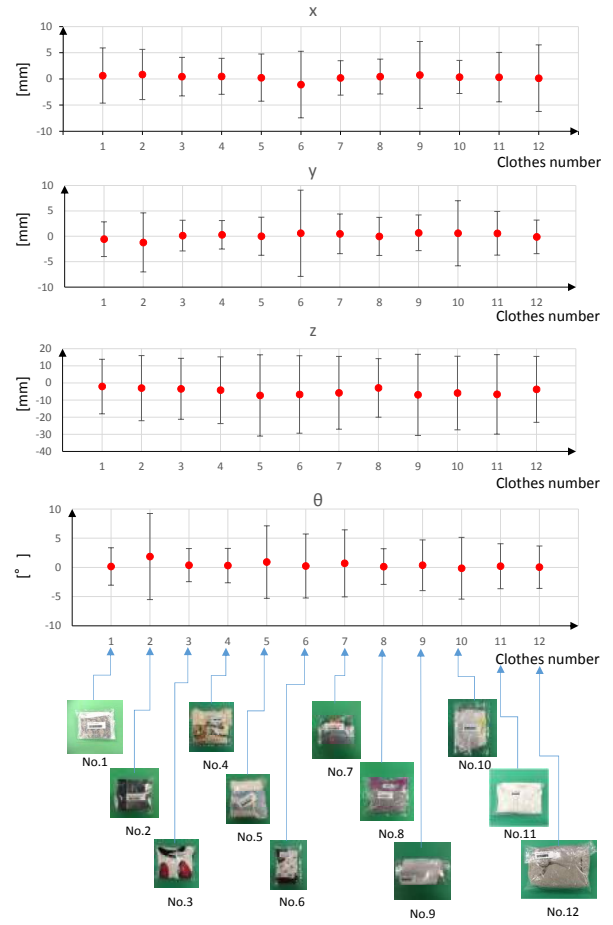 x
[mm]
10
5
0
-5
-10
1 2 3 4 5 6 7 8 9 10 11 12
Clothes number
y
[mm]
10
5
0
-5
-10
1 2 3 4 5 6 7 8 9 10 11 12
Clothes number
z
[mm]
20
10
0
-10
-20
-30
-40
1 2 3 4 5 6 7 8 9 10 11 12
Clothes number
θ
[° ]
10
5
0
-5
-10
1 2 3 4 5 6 7 8 9 10 11 12
Clothes number
No.1
No.2
No.3
No.4
No.5
No.6
No.7
No.8
No.9
No.10
No.11
No.12